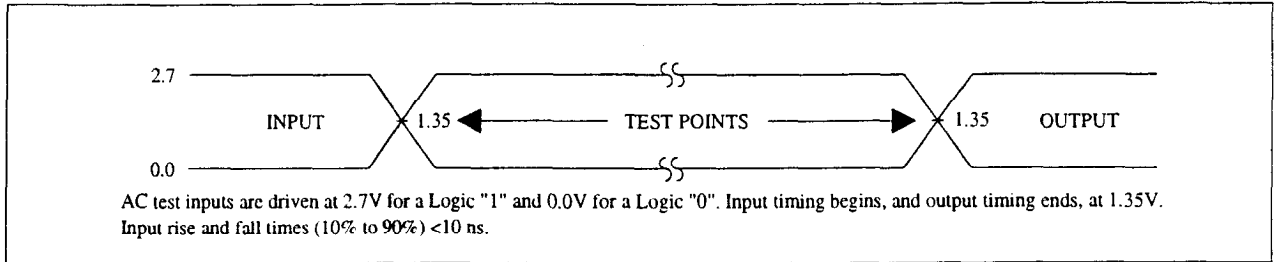 2.7
INPUT 1.35 TEST POINTS 1.35 OUTPUT
0.0
AC test inputs are driven at 2.7V for a Logic "1" and 0.0V for a Logic "0". Input timing begins, and output timing ends, at 1.35V.
Input rise and fall times (10% to 90%) <10 ns.